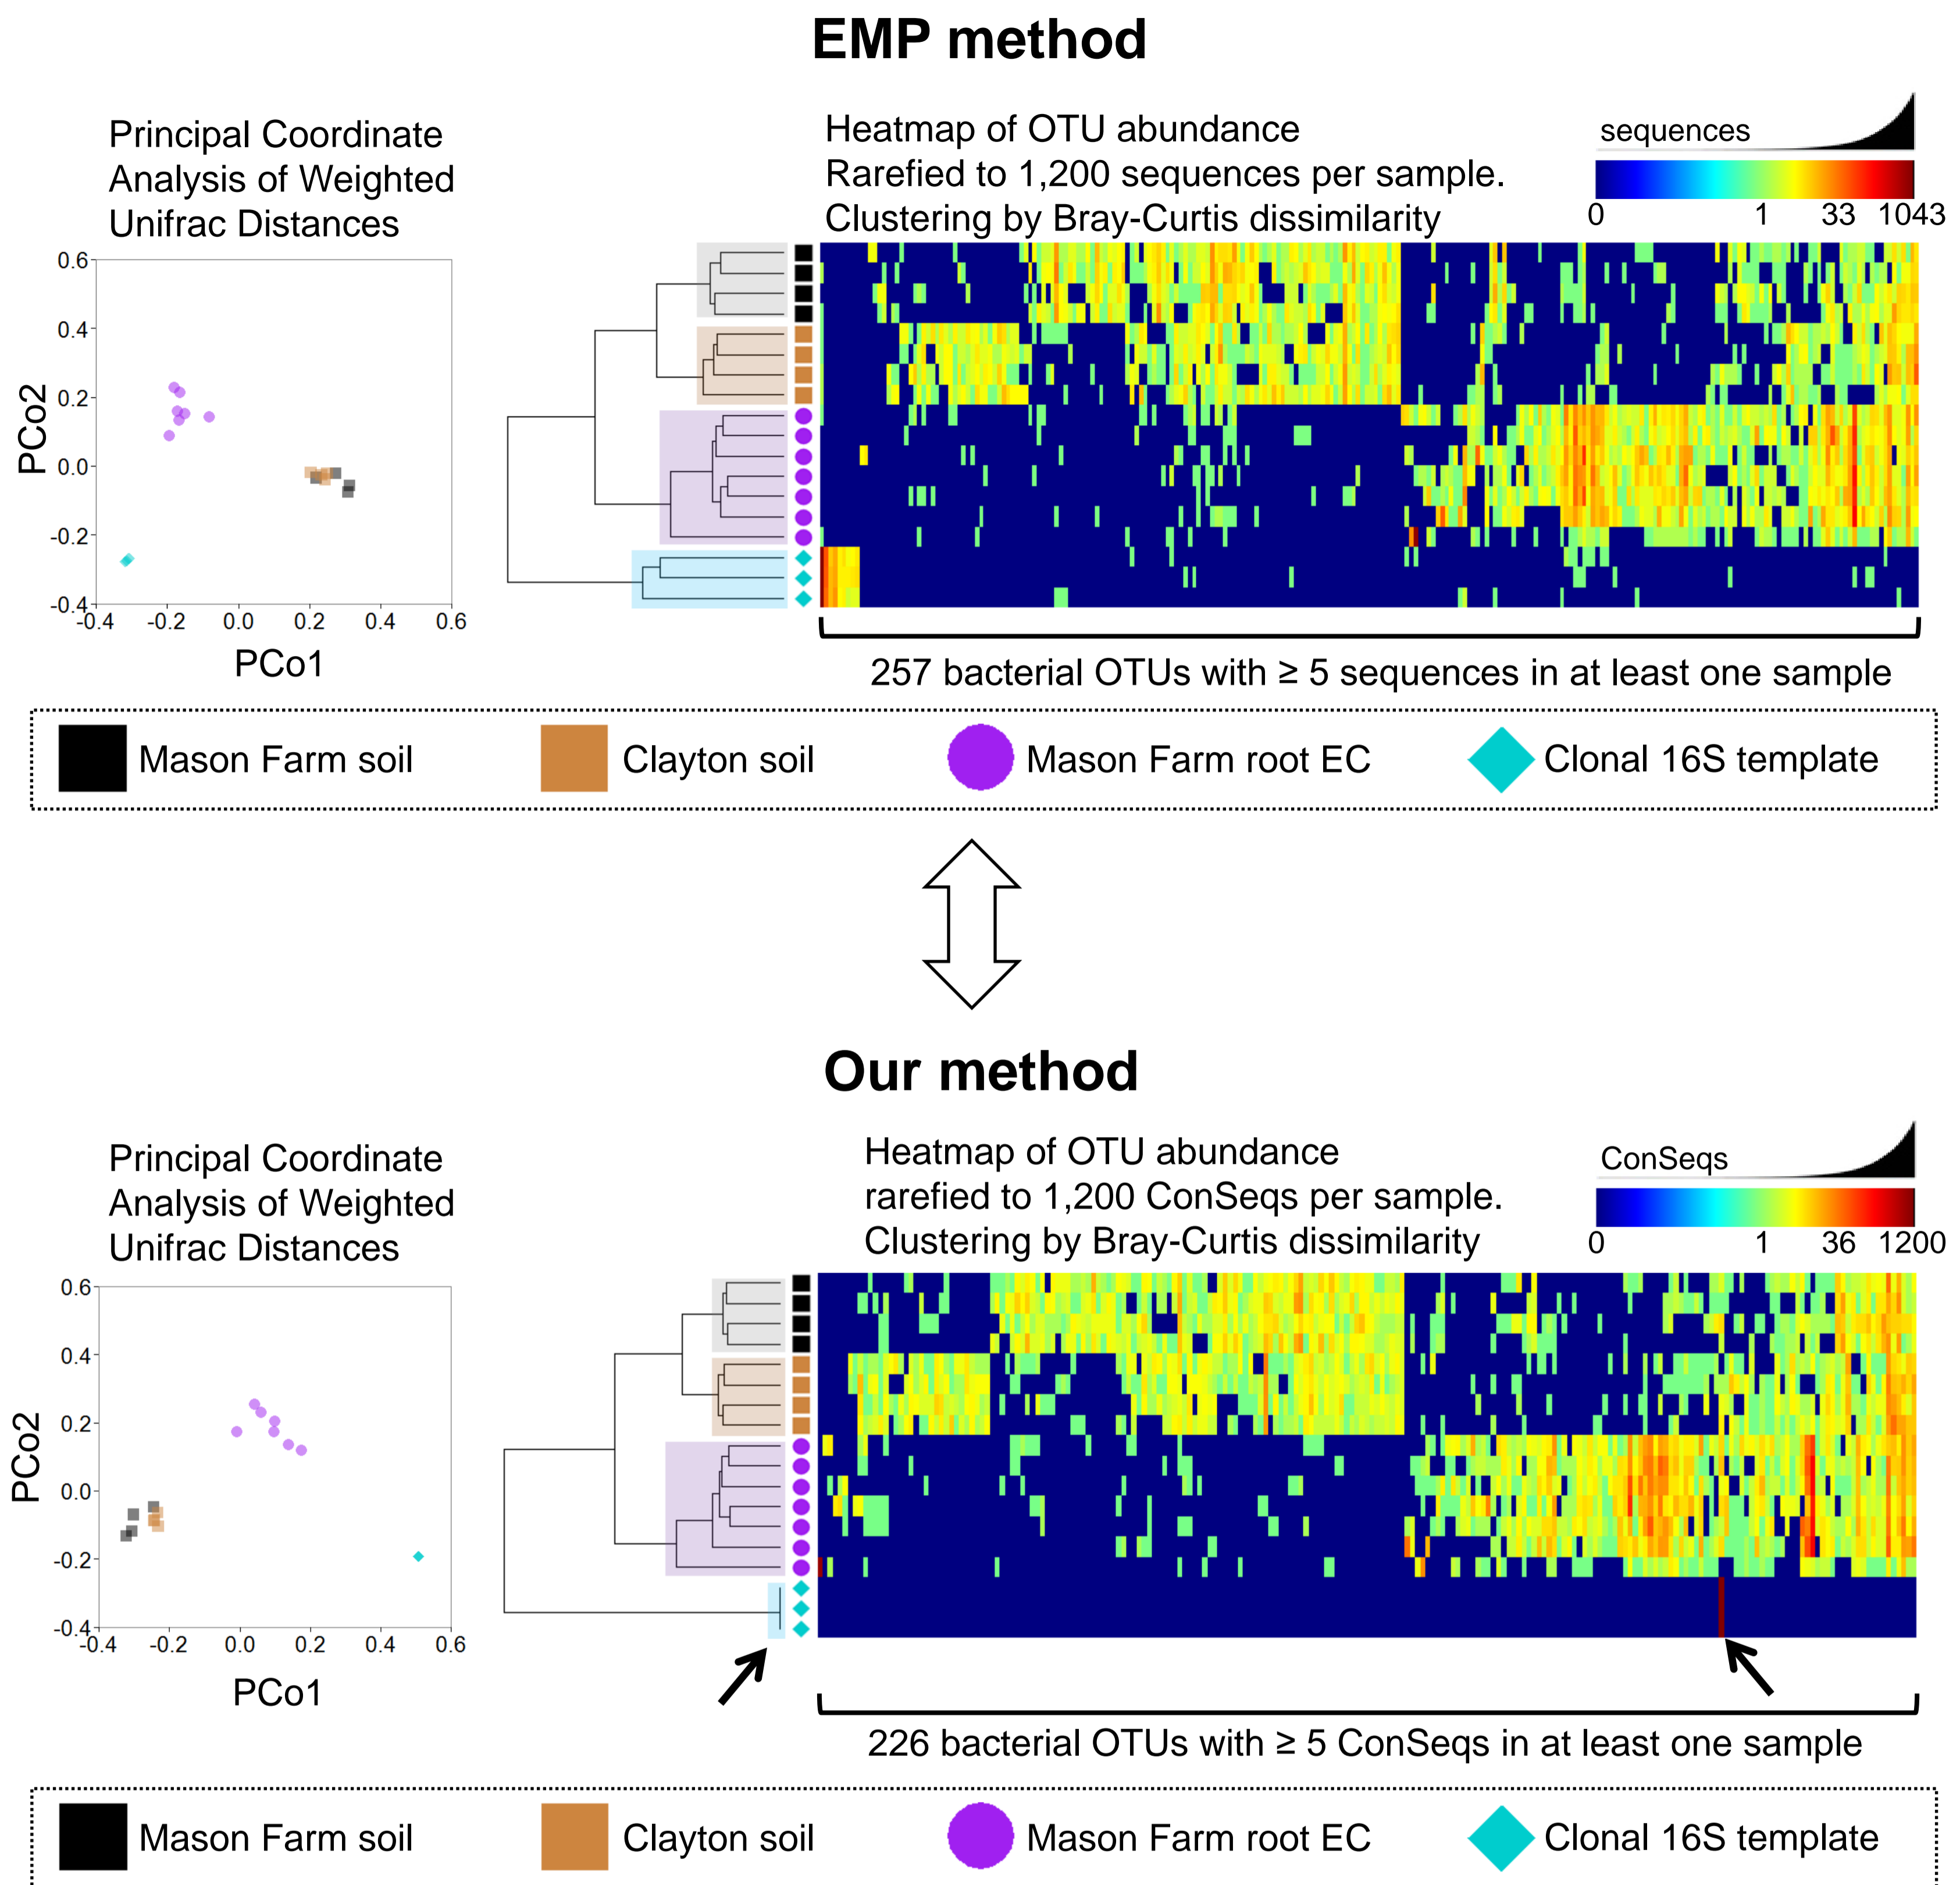 EMP method
Principal Coordinate
Analysis of Weighted
Unifrac Distances
Heatmap of OTU abundance
Rarefied to 1,200 sequences per sample.
Clustering by Bray-Curtis dissimilarity
sequences
0 1 33 1043
0.6
0.4
0.2
0.0
-0.2
-0.4
PCo2
-0.4 -0.2 0.0 0.2 0.4 0.6
PCo1
257 bacterial OTUs with ≥ 5 sequences in at least one sample
Mason Farm soil Clayton soil Mason Farm root EC Clonal 16S template
Our method
Principal Coordinate
Analysis of Weighted
Unifrac Distances
Heatmap of OTU abundance
rarefied to 1,200 ConSeqs per sample.
Clustering by Bray-Curtis dissimilarity
ConSeqs
0 1 36 1200
0.6
0.4
0.2
0.0
-0.2
-0.4
PCo2
-0.4 -0.2 0.0 0.2 0.4 0.6
PCo1
226 bacterial OTUs with ≥ 5 ConSeqs in at least one sample
Mason Farm soil Clayton soil Mason Farm root EC Clonal 16S template